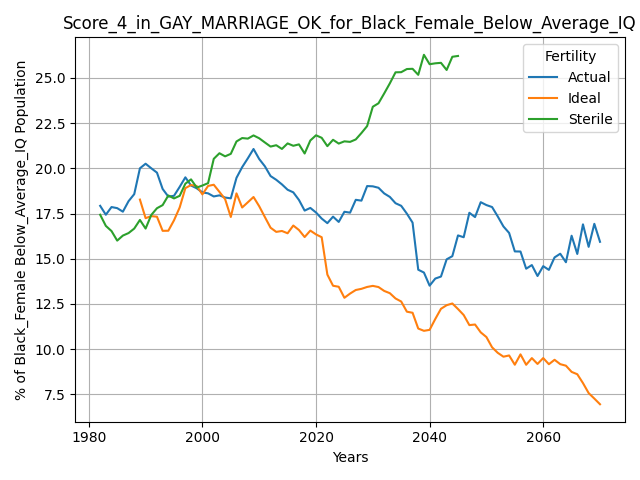 Score_4_in_GAY_MARRIAGE_OK_for_Black_Female_Below_Average_IQ
% of Black_Female Below_Average_IQ Population
25.0
22.5
20.0
17.5
15.0
12.5
10.0
7.5
Fertility
Actual
Ideal
Sterile
1980
2000
2020
2040
2060
Years